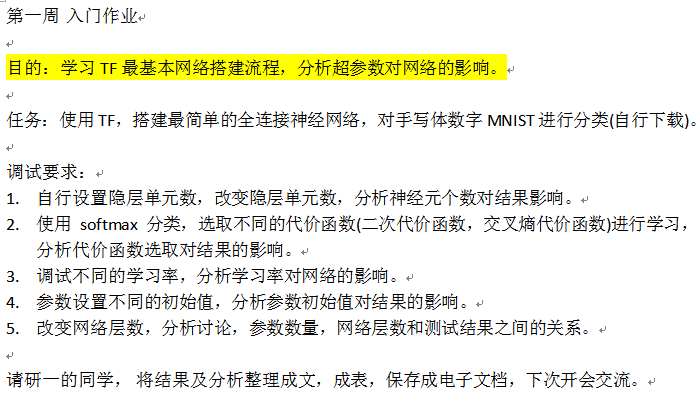 第一周 入门作业
目的：学习 TF 最基本网络搭建流程，分析超参数对网络的影响。
任务：使用 TF，搭建最简单的全连接神经网络，对手写体数字 MNIST 进行分类(自行下载)。
调试要求：
1. 自行设置隐层单元数，改变隐层单元数，分析神经元个数对结果影响。
2. 使用 softmax 分类，选取不同的代价函数(二次代价函数，交叉熵代价函数)进行学习，
分析代价函数选取对结果的影响。
3. 调试不同的学习率，分析学习率对网络的影响。
4. 参数设置不同的初始值，分析参数初始值对结果的影响。
5. 改变网络层数，分析讨论，参数数量，网络层数和测试结果之间的关系。
请研一的同学， 将结果及分析整理成文，成表，保存成电子文档，下次开会交流。